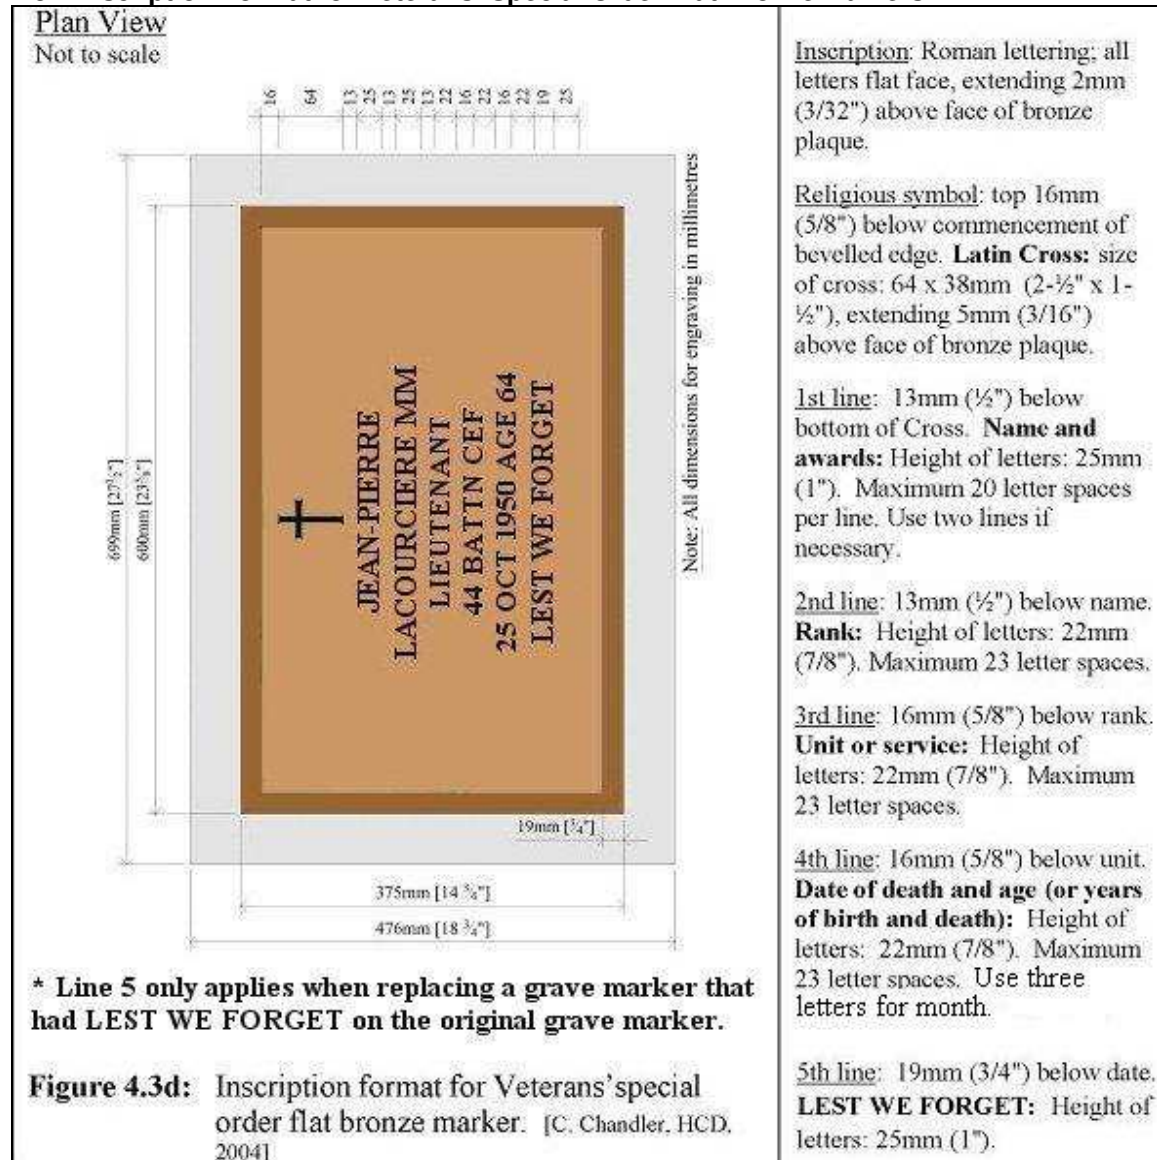 Plan View
Not to scale
16 64 13 25 13 25 13 22 16 22 16 22 19 25
699mm [27½"]
600mm [23⅝"]
JEAN-PIERRE
LACOURCIERE MM
LIEUTENANT
44 BATTN CEF
25 OCT 1950 AGE 64
LEST WE FORGET
Note: All dimensions for engraving in millimetres
19mm [¾"]
375mm [14 ¾"]
476mm [18 ¾"]
* Line 5 only applies when replacing a grave marker that
had LEST WE FORGET on the original grave marker.
Figure 4.3d: Inscription format for Veterans'special
order flat bronze marker. [C. Chandler, HCD,
2004]
Inscription: Roman lettering; all
letters flat face, extending 2mm
(3/32") above face of bronze
plaque.
Religious symbol: top 16mm
(5/8") below commencement of
bevelled edge. Latin Cross: size
of cross: 64 x 38mm (2-½" x 1-
½"), extending 5mm (3/16")
above face of bronze plaque.
1st line: 13mm (½") below
bottom of Cross. Name and
awards: Height of letters: 25mm
(1"). Maximum 20 letter spaces
per line. Use two lines if
necessary.
2nd line: 13mm (½") below name.
Rank: Height of letters: 22mm
(7/8"). Maximum 23 letter spaces.
3rd line: 16mm (5/8") below rank.
Unit or service: Height of
letters: 22mm (7/8"). Maximum
23 letter spaces.
4th line: 16mm (5/8") below unit.
Date of death and age (or years
of birth and death): Height of
letters: 22mm (7/8"). Maximum
23 letter spaces. Use three
letters for month.
5th line: 19mm (3/4") below date.
LEST WE FORGET: Height of
letters: 25mm (1").